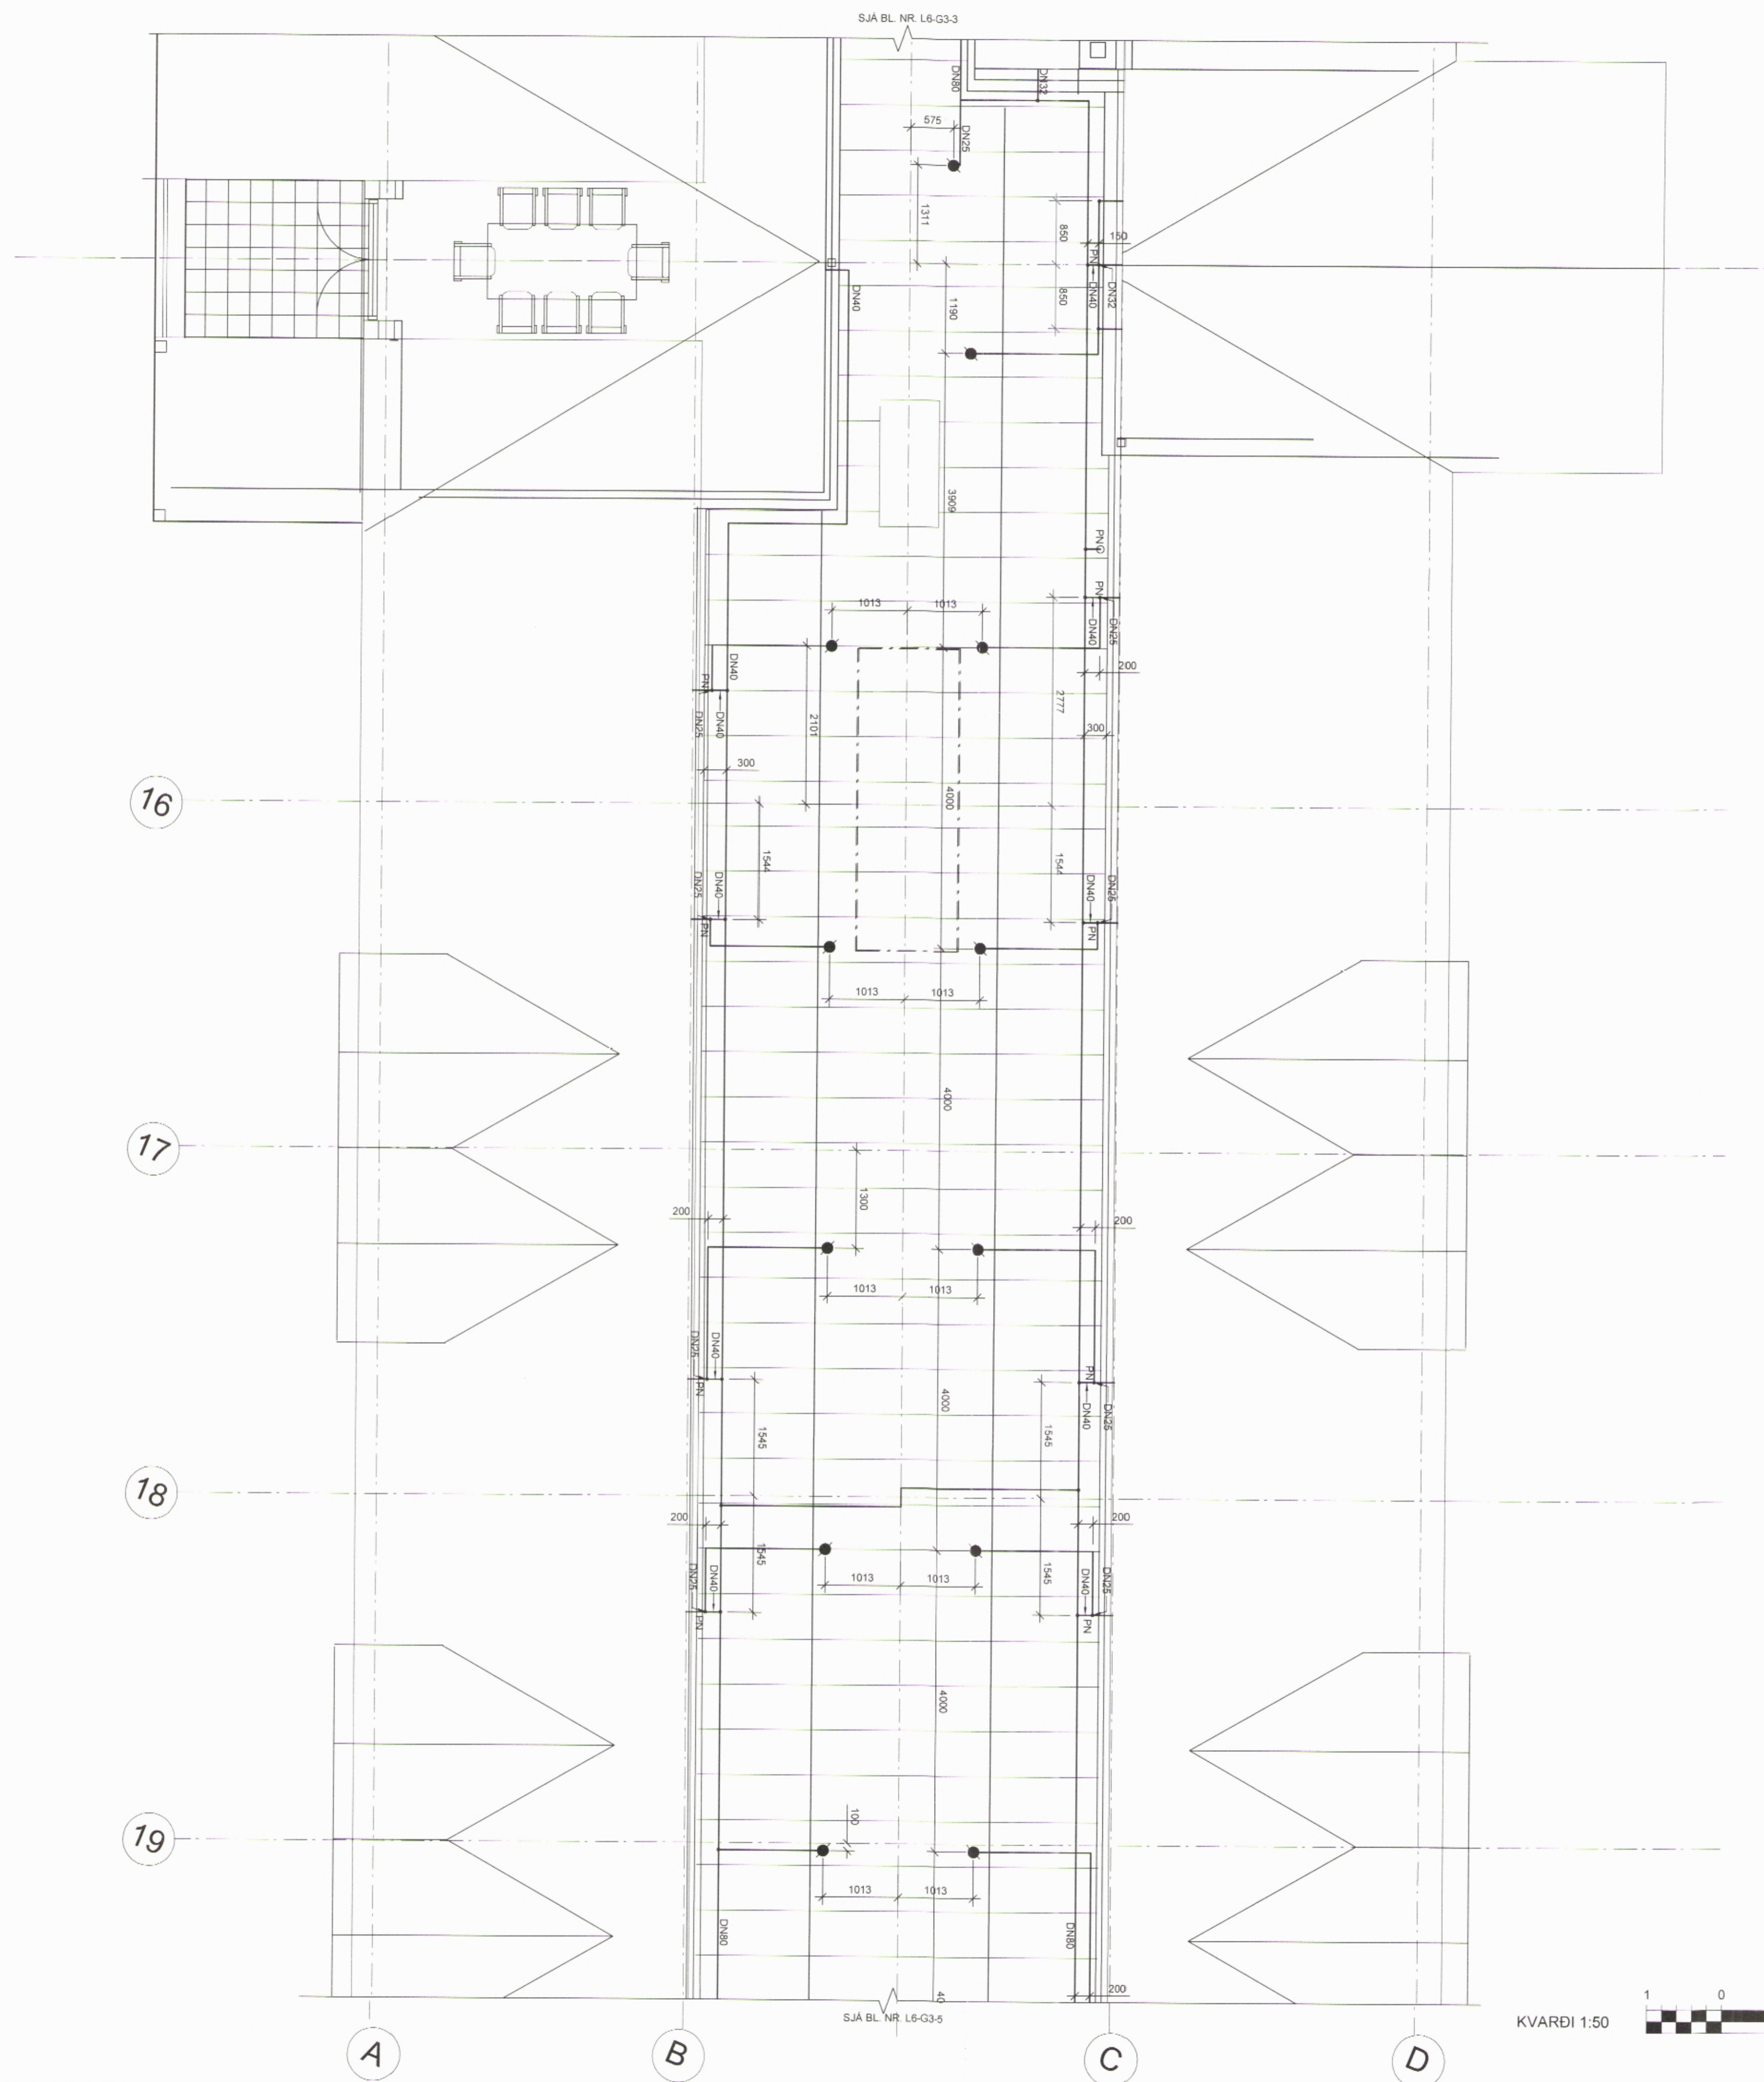 SJÁ BL. NR. L6-G3-3
DN80
DN32
575
DN25
1311
850
150
PN
DN40
DN32
DN40
1190
850
3909
PN
PN
1013
1013
DN40
DN25
DN40
200
PN
2777
DN25
DN40
2101
300
300
16
4000
1544
1544
DN25
DN40
DN40
DN25
PN
PN
1013
1013
4000
17
1300
200
200
1013
1013
DN25
DN40
PN
PN
4000
DN40
DN25
1545
1545
18
200
200
1545
1545
DN25
DN40
1013
1013
DN40
DN25
PN
PN
4000
100
19
1013
1013
DN80
DN80
40
200
SJÁ BL. NR. L6-G3-5
KVARÐI 1:50
1
0
A
B
C
D